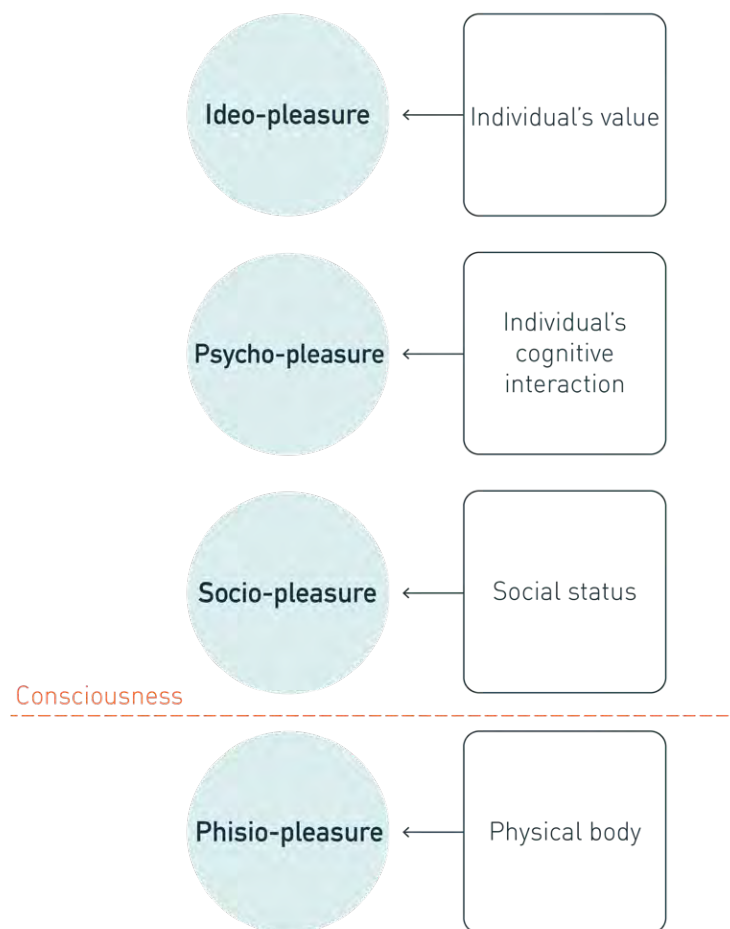 Ideo-pleasure
Individual's value
Psycho-pleasure
Individual's
cognitive
interaction
Socio-pleasure
Social status
Consciousness
Phisio-pleasure
Physical body